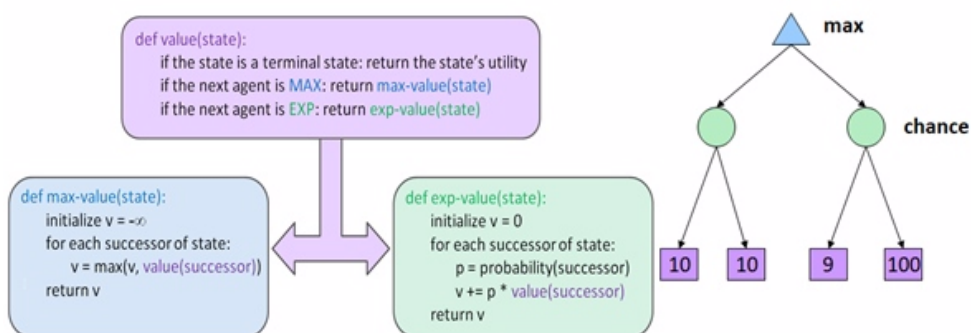 def value(state):
if the state is a terminal state: return the state's utility
if the next agent is MAX: return max-value(state)
if the next agent is EXP: return exp-value(state)
def max-value(state):
initialize v = -∞
for each successor of state:
v = max(v, value(successor))
return v
def exp-value(state):
initialize v = 0
for each successor of state:
p = probability(successor)
v += p * value(successor)
return v
max
chance
10
10
9
100